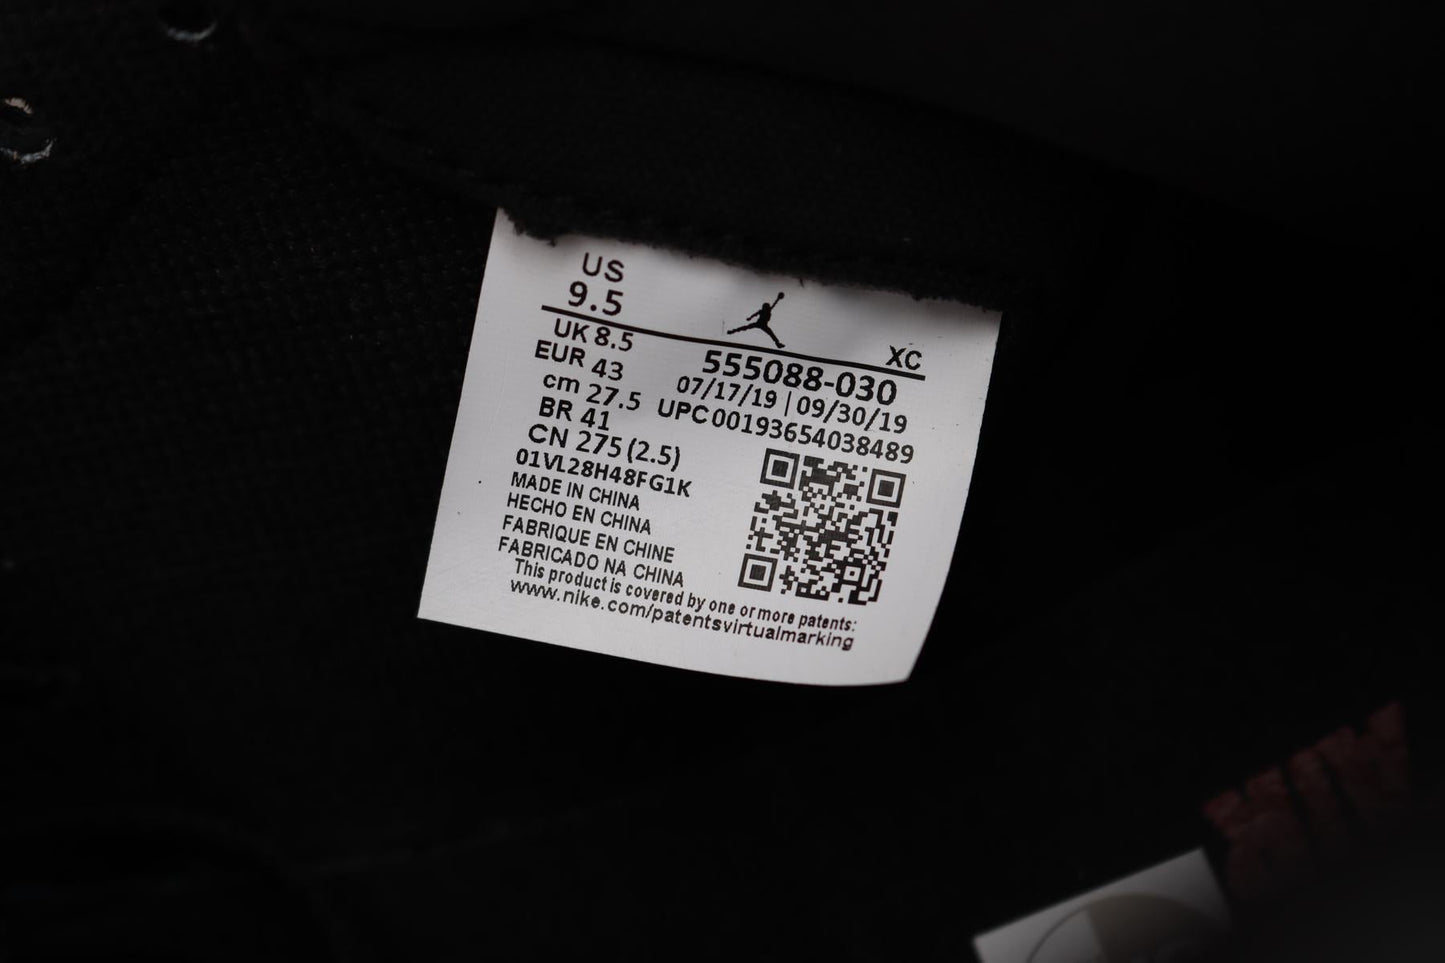 US
9.5
XC
UK 8.5
555088-030
EUR 43
07/17/19 | 09/30/19
cm 27.5
UPC00193654038489
BR 41
CN 275 (2.5)
01VL28H48FG1K
MADE IN CHINA
HECHO EN CHINA
FABRIQUE EN CHINE
FABRICADO NA CHINA
This product is covered by one or more patents:
www.nike.com/patentsvirtualmarking